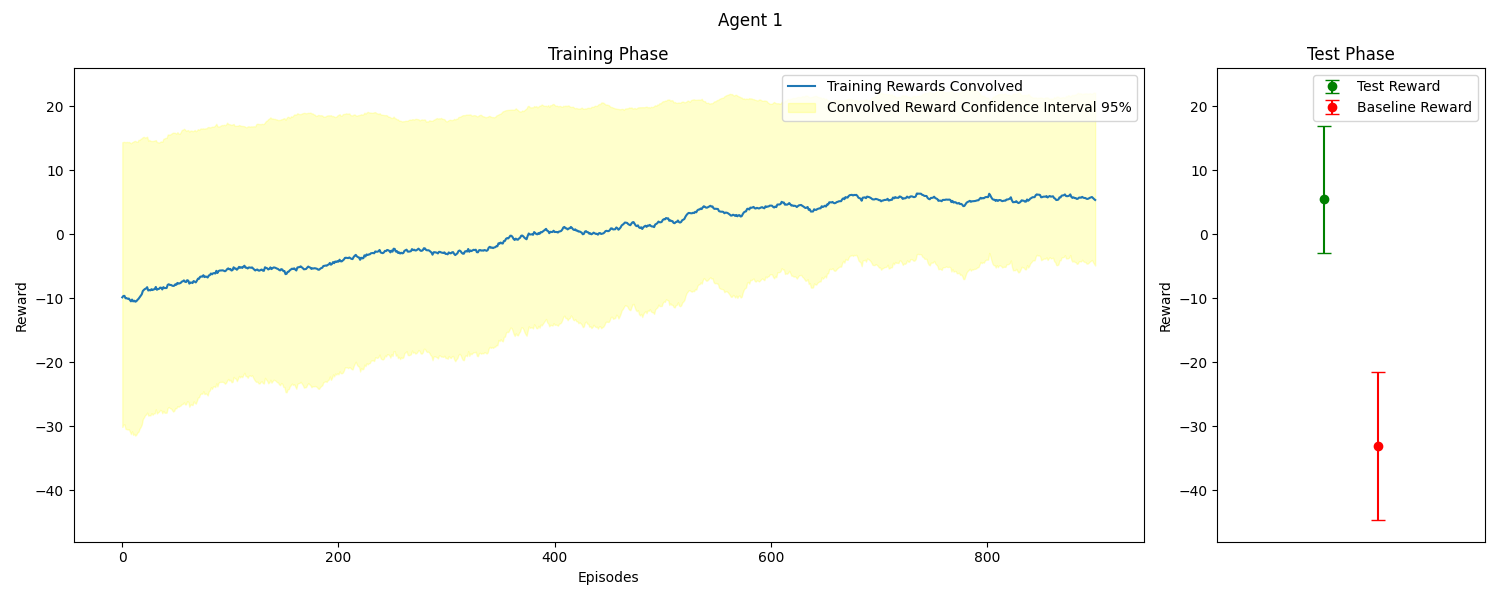 Agent 1
Training Phase
Training Rewards Convolved
Convolved Reward Confidence Interval 95%
Reward
20
10
0
−10
−20
−30
−40
0
200
400
600
800
Episodes
Test Phase
Test Reward
Baseline Reward
Reward
20
10
0
−10
−20
−30
−40